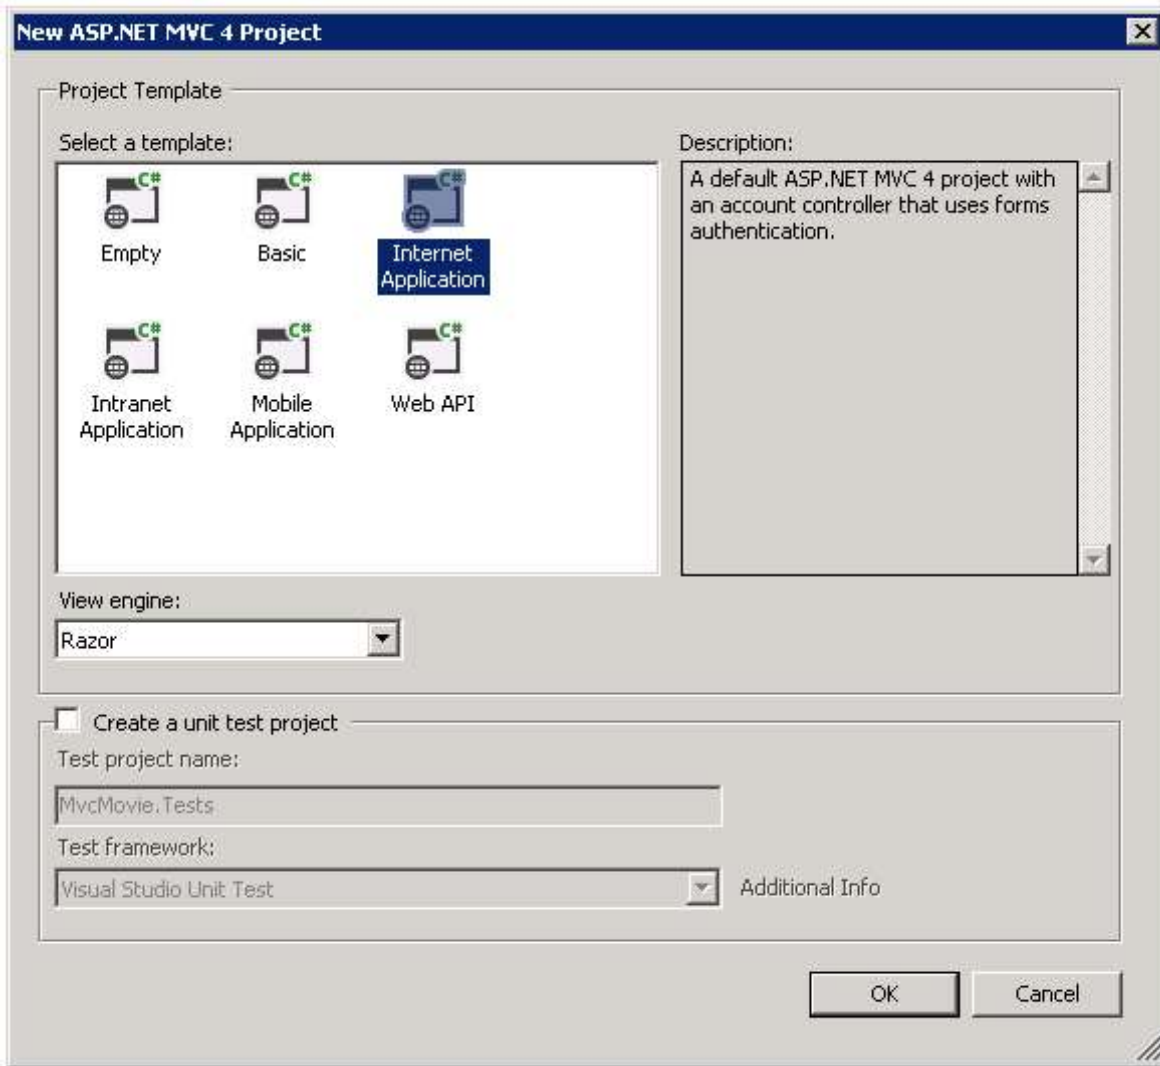 New ASP.NET MVC 4 Project
Project Template
Select a template:
C#
Empty
C#
Basic
C#
Internet
Application
C#
Intranet
Application
C#
Mobile
Application
C#
Web API
Description:
A default ASP.NET MVC 4 project with
an account controller that uses forms
authentication.
View engine:
Razor
Create a unit test project
Test project name:
MvcMovie.Tests
Test framework:
Visual Studio Unit Test
Additional Info
OK
Cancel